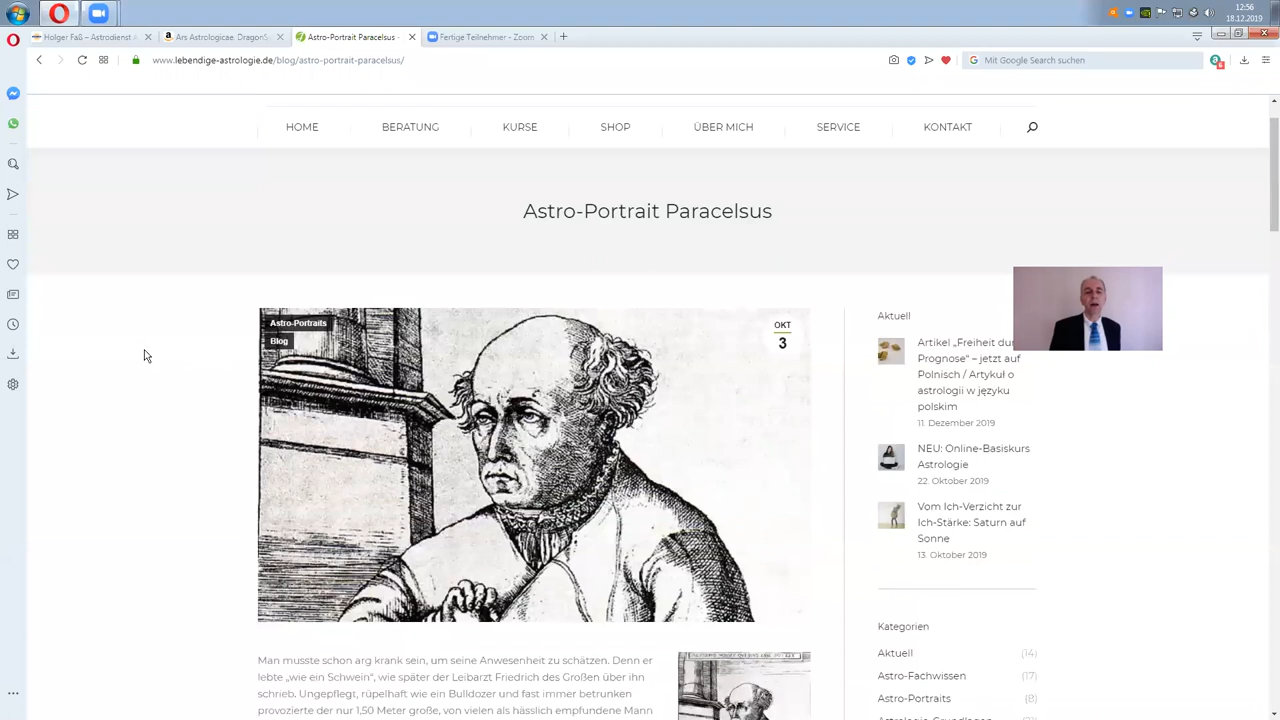 12:56
18.12.2019
Holger Faß – Astrodienst
Ars Astrologicae. DragonS
Astro-Portrait Paracelsus -
Fertige Teilnehmer - Zoom
www.lebendige-astrologie.de/blog/astro-portrait-paracelsus/
Mit Google Search suchen
HOME
BERATUNG
KURSE
SHOP
ÜBER MICH
SERVICE
KONTAKT
Astro-Portrait Paracelsus
Astro-Portraits
Blog
OKT
3
Man musste schon arg krank sein, um seine Anwesenheit zu schätzen. Denn er
lebte „wie ein Schwein“, wie später der Leibarzt Friedrich des Großen über ihn
schrieb. Ungepflegt, rüpelhaft wie ein Bulldozer und fast immer betrunken
provozierte der nur 1,50 Meter große, von vielen als hässlich empfundene Mann
Aktuell
Artikel „Freiheit
Prognose“ – jetzt auf
Polnisch / Artykuł o
astrologii w języku
polskim
11. Dezember 2019
NEU: Online-Basiskurs
Astrologie
22. Oktober 2019
Vom Ich-Verzicht zur
Ich-Stärke: Saturn auf
Sonne
13. Oktober 2019
Kategorien
Aktuell (14)
Astro-Fachwissen (17)
Astro-Portraits (8)